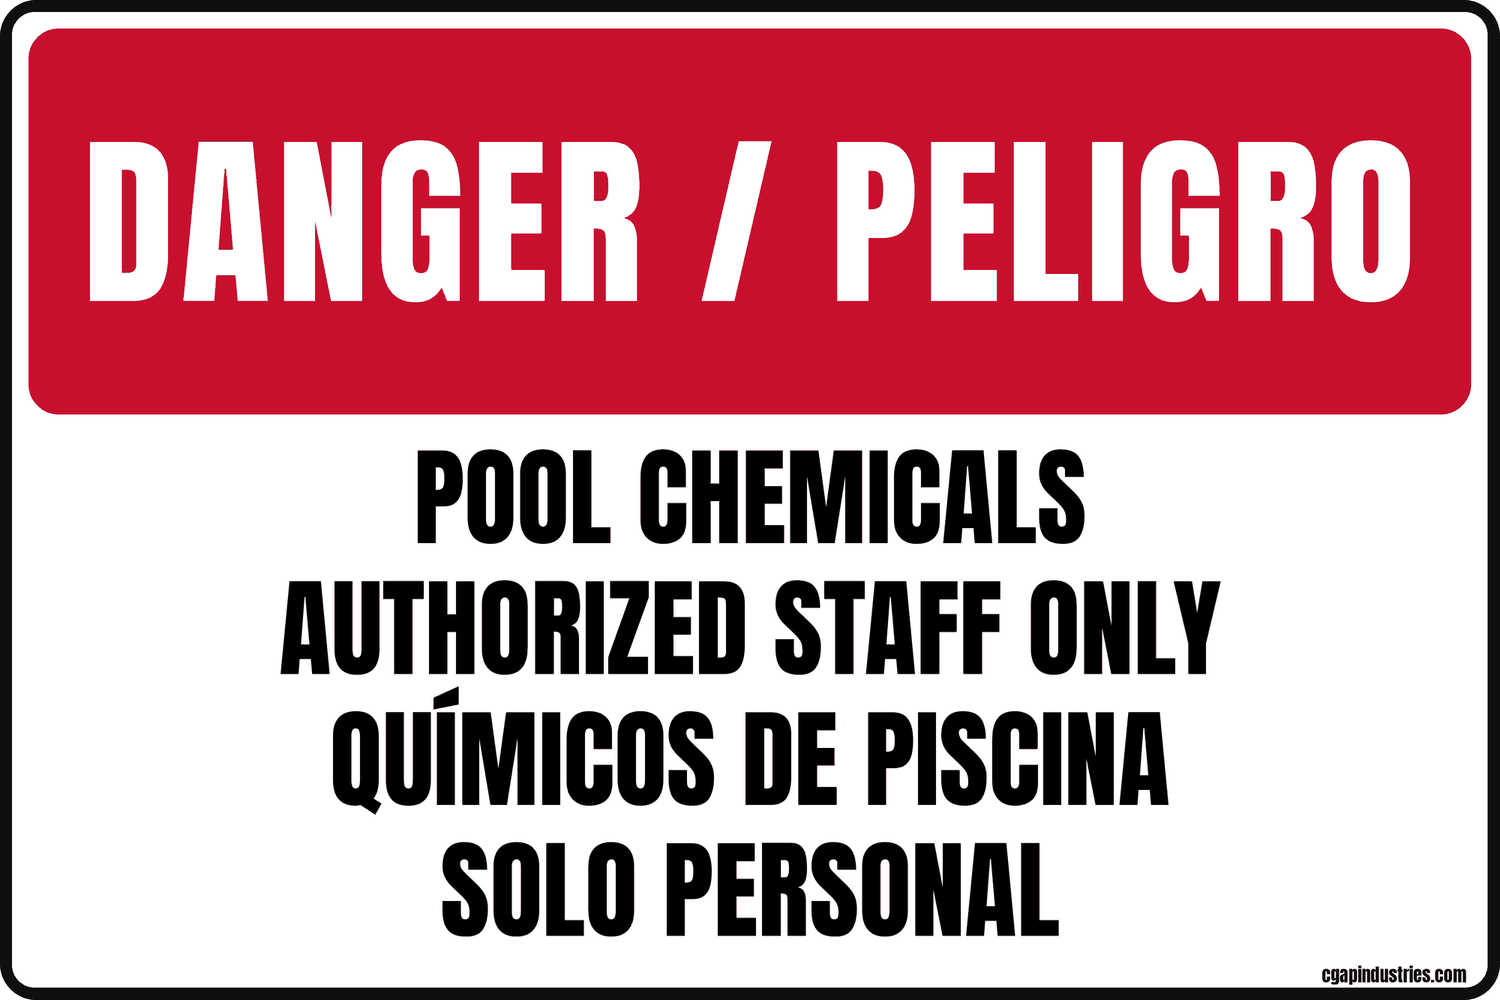 DANGER / PELIGRO
POOL CHEMICALS
AUTHORIZED STAFF ONLY
QUÍMICOS DE PISCINA
SOLO PERSONAL
cgapindustries.com